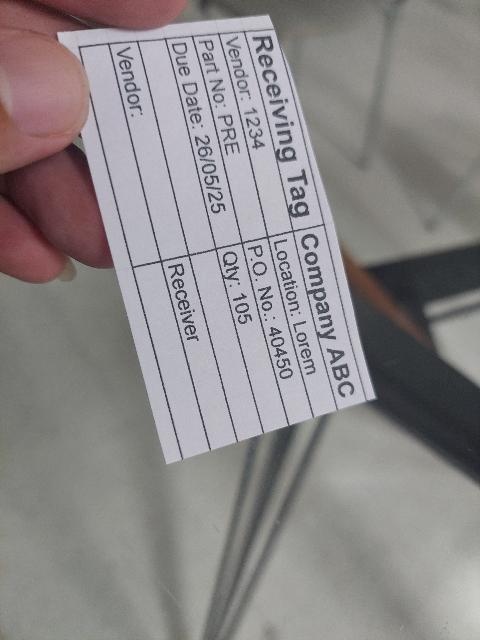 Receiving Tag Company ABC
Vendor: 1234 Location: Lorem
Part No: PRE P.O. No.: 40450
Due Date: 26/05/25 Qty: 105
Vendor: Receiver